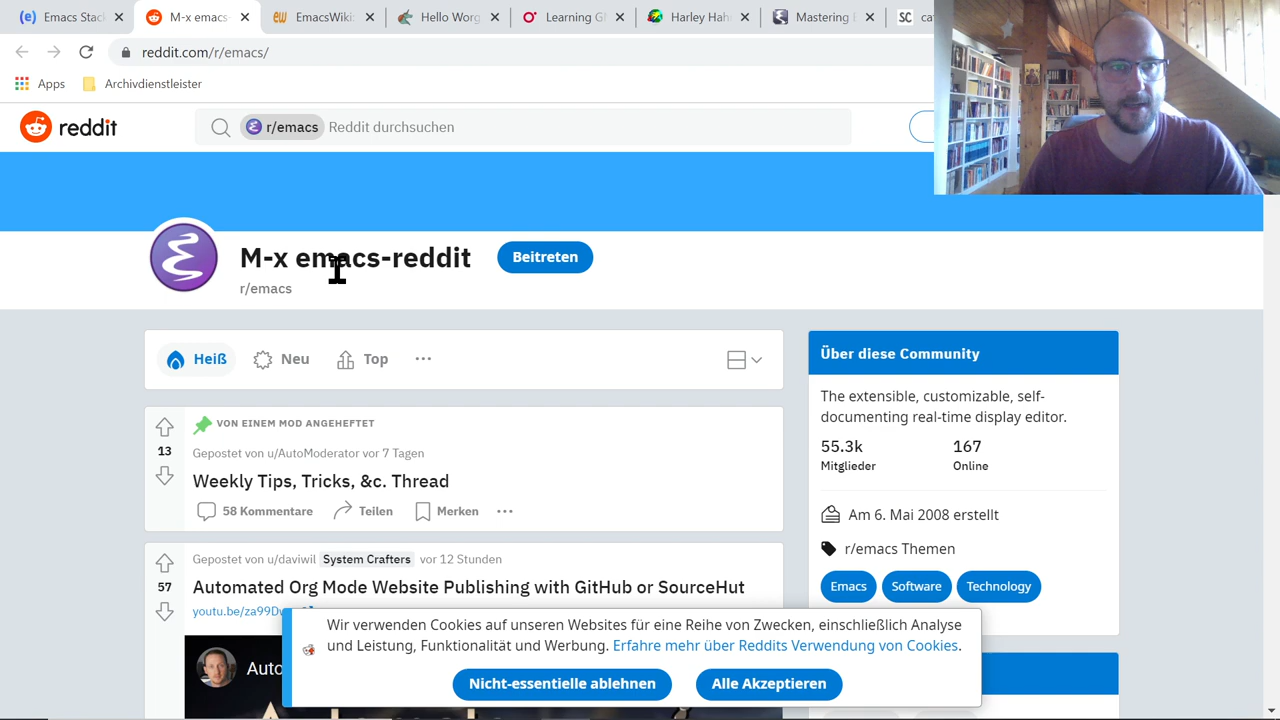 Emacs Stack
M-x emacs-
EmacsWiki:
Hello Worg
Learning G
Harley Hah
Mastering
SC
reddit.com/r/emacs/
Apps
Archivdienstleister
reddit
r/emacs
Reddit durchsuchen
M-x emacs-reddit
Beitreten
r/emacs
Heiß
Neu
Top
VON EINEM MOD ANGEHEFTET
13
Gepostet von u/AutoModerator vor 7 Tagen
Weekly Tips, Tricks, &c. Thread
58 Kommentare
Teilen
Merken
57
Gepostet von u/daviwil System Crafters vor 12 Stunden
Automated Org Mode Website Publishing with GitHub or SourceHut
Auto
Über diese Community
The extensible, customizable, self-
documenting real-time display editor.
55.3k
Mitglieder
167
Online
Am 6. Mai 2008 erstellt
r/emacs Themen
Emacs
Software
Technology
Wir verwenden Cookies auf unseren Websites für eine Reihe von Zwecken, einschließlich Analyse
und Leistung, Funktionalität und Werbung. Erfahre mehr über Reddits Verwendung von Cookies.
Nicht-essentielle ablehnen
Alle Akzeptieren